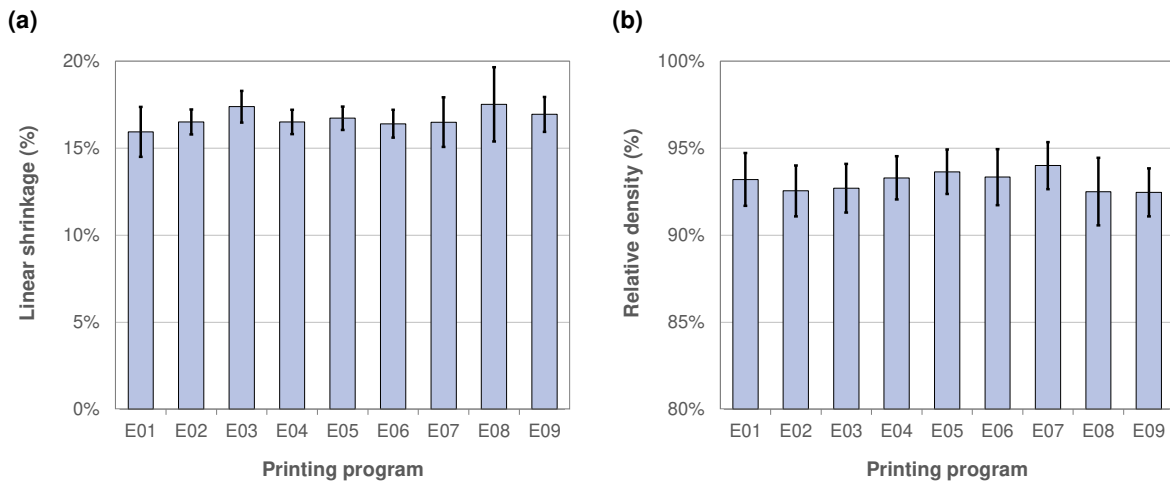 (a)
Linear shrinkage (%)
20%
15%
10%
5%
0%
E01 E02 E03 E04 E05 E06 E07 E08 E09
Printing program
(b)
Relative density (%)
100%
95%
90%
85%
80%
E01 E02 E03 E04 E05 E06 E07 E08 E09
Printing program